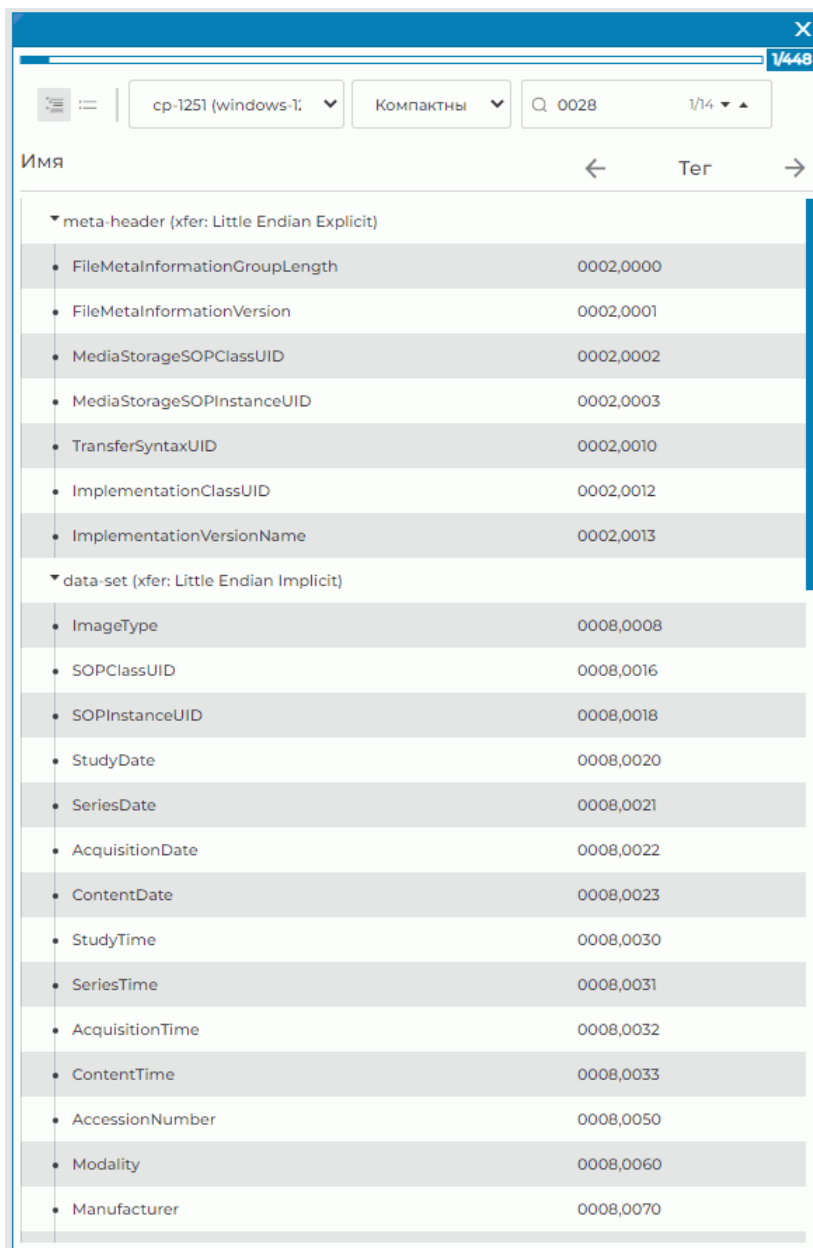 X
1/448
cp-1251 (windows-12
Компактны
0028
1/14
Имя
Тег
meta-header (xfer: Little Endian Explicit)
FileMetaInformationGroupLength 0002,0000
FileMetaInformationVersion 0002,0001
MediaStorageSOPClassUID 0002,0002
MediaStorageSOPInstanceUID 0002,0003
TransferSyntaxUID 0002,0010
ImplementationClassUID 0002,0012
ImplementationVersionName 0002,0013
data-set (xfer: Little Endian Implicit)
ImageType 0008,0008
SOPClassUID 0008,0016
SOPInstanceUID 0008,0018
StudyDate 0008,0020
SeriesDate 0008,0021
AcquisitionDate 0008,0022
ContentDate 0008,0023
StudyTime 0008,0030
SeriesTime 0008,0031
AcquisitionTime 0008,0032
ContentTime 0008,0033
AccessionNumber 0008,0050
Modality 0008,0060
Manufacturer 0008,0070